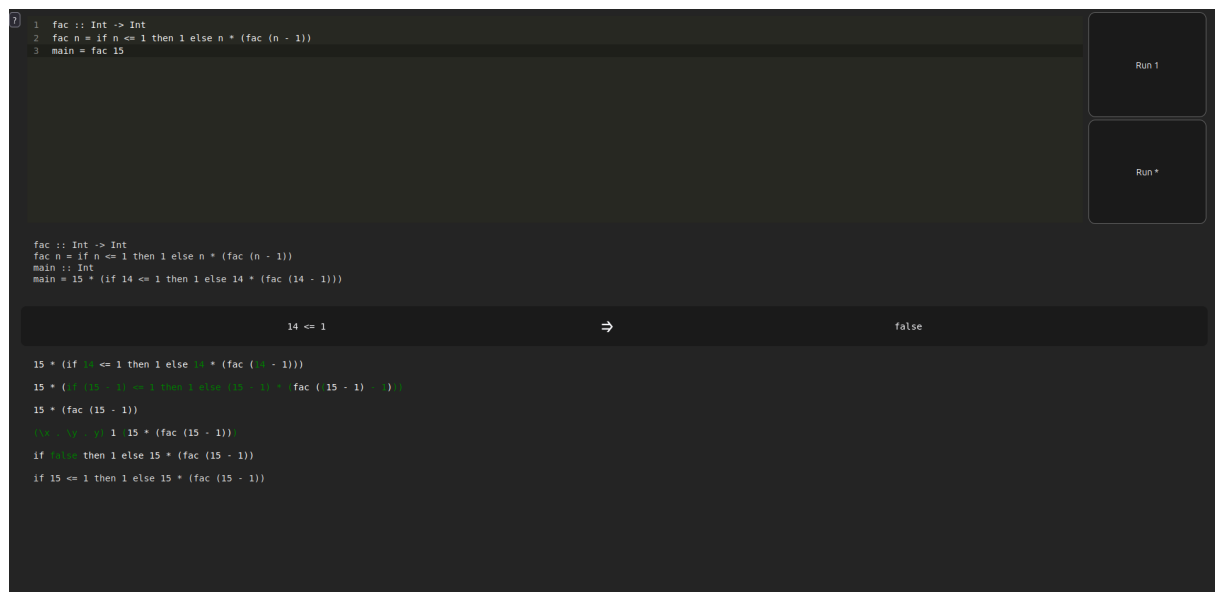 ?
1 fac :: Int -> Int
2 fac n = if n <= 1 then 1 else n * (fac (n - 1))
3 main = fac 15
Run 1
Run *
fac :: Int -> Int
fac n = if n <= 1 then 1 else n * (fac (n - 1))
main :: Int
main = 15 * (if 14 <= 1 then 1 else 14 * (fac (14 - 1)))
14 <= 1 ⇒ false
15 * (if 14 <= 1 then 1 else 14 * (fac (14 - 1)))
15 * (if (15 - 1) <= 1 then 1 else (15 - 1) * (fac ((15 - 1) - 1)))
15 * (fac (15 - 1))
(\x . \y . y) 1 (15 * (fac (15 - 1)))
if false then 1 else 15 * (fac (15 - 1))
if 15 <= 1 then 1 else 15 * (fac (15 - 1))